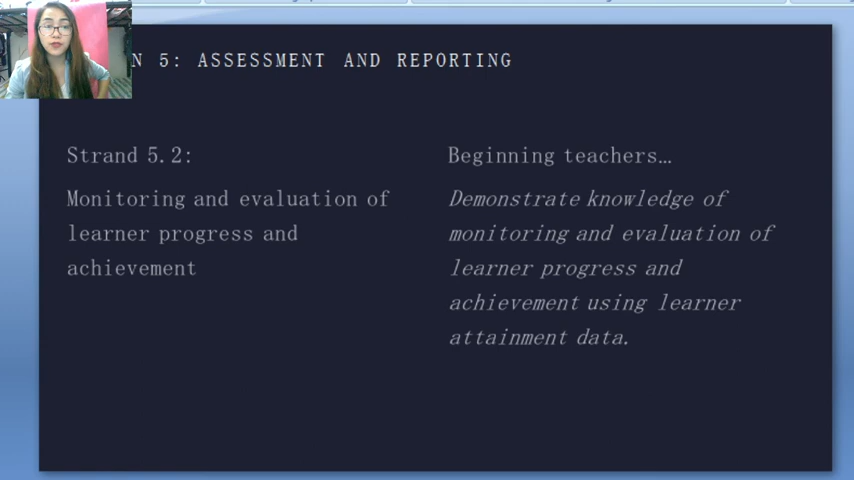 N 5: ASSESSMENT AND REPORTING
Strand 5.2:
Monitoring and evaluation of
learner progress and
achievement
Beginning teachers…
Demonstrate knowledge of
monitoring and evaluation of
learner progress and
achievement using learner
attainment data.